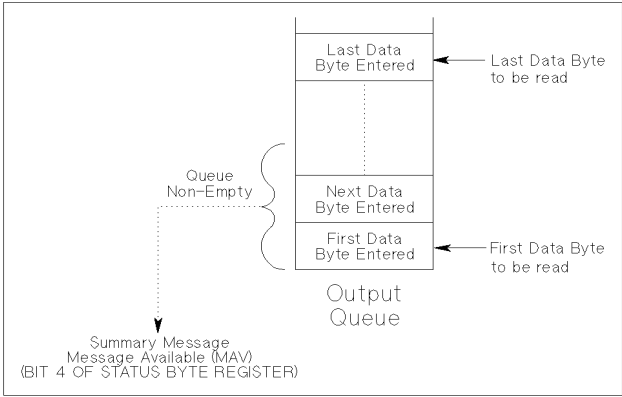 Last Data
Byte Entered
Last Data Byte
to be read
Queue
Non-Empty
Next Data
Byte Entered
First Data
Byte Entered
First Data Byte
to be read
Output
Queue
Summary Message
Message Available (MAV)
(BIT 4 OF STATUS BYTE REGISTER)